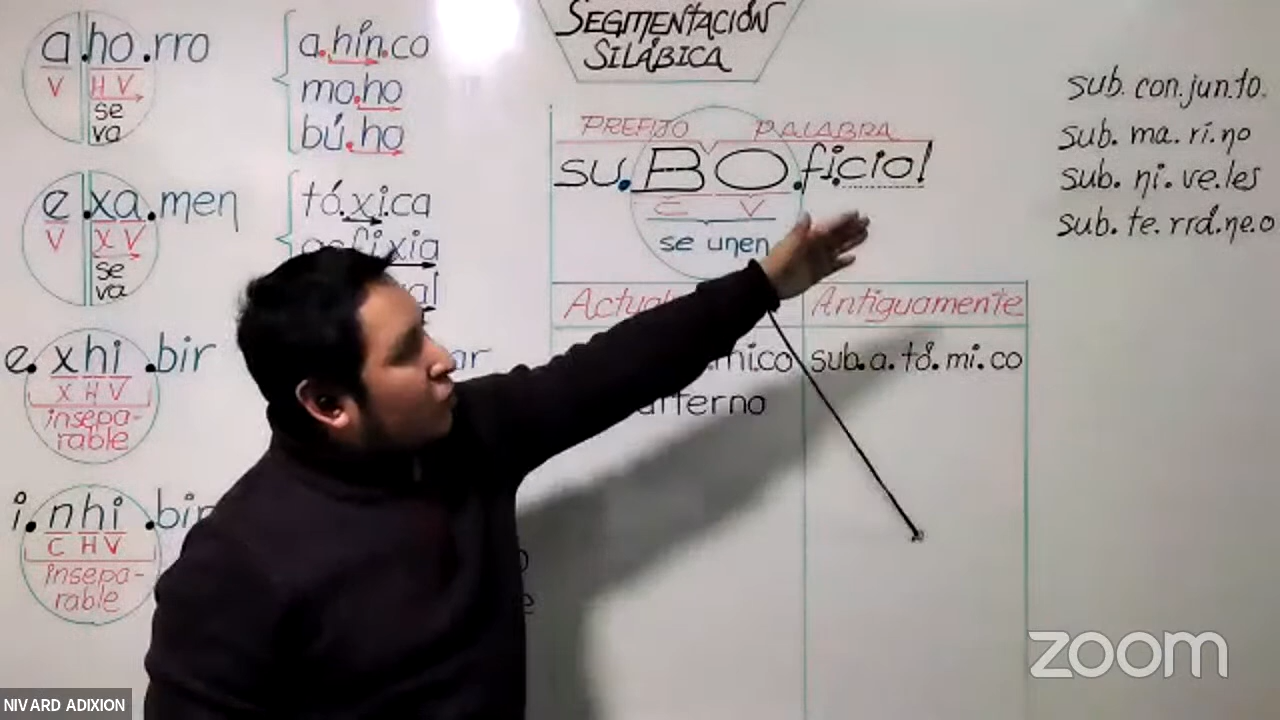 SEGMENTACIÓN
SILÁBICA
a.ho.rro
V
H V
se
va
a.hin.co
mo.ho
bú.ho
e.xa.men
V
X V
se
va
tó.xi.ca
e.xhi.bir
X H V
insepa-
rable
i.nhi.bir
C H V
insepa-
rable
PREFIJO PALABRA
su.BO.ficial
C V
se unen
Antiguamente
sub.a.tó.mi.co
sub.con.jun.to.
sub.ma.ri.no
sub.ni.ve.les
sub.te.rrá.ne.o
zoom
NIVARD ADIXION